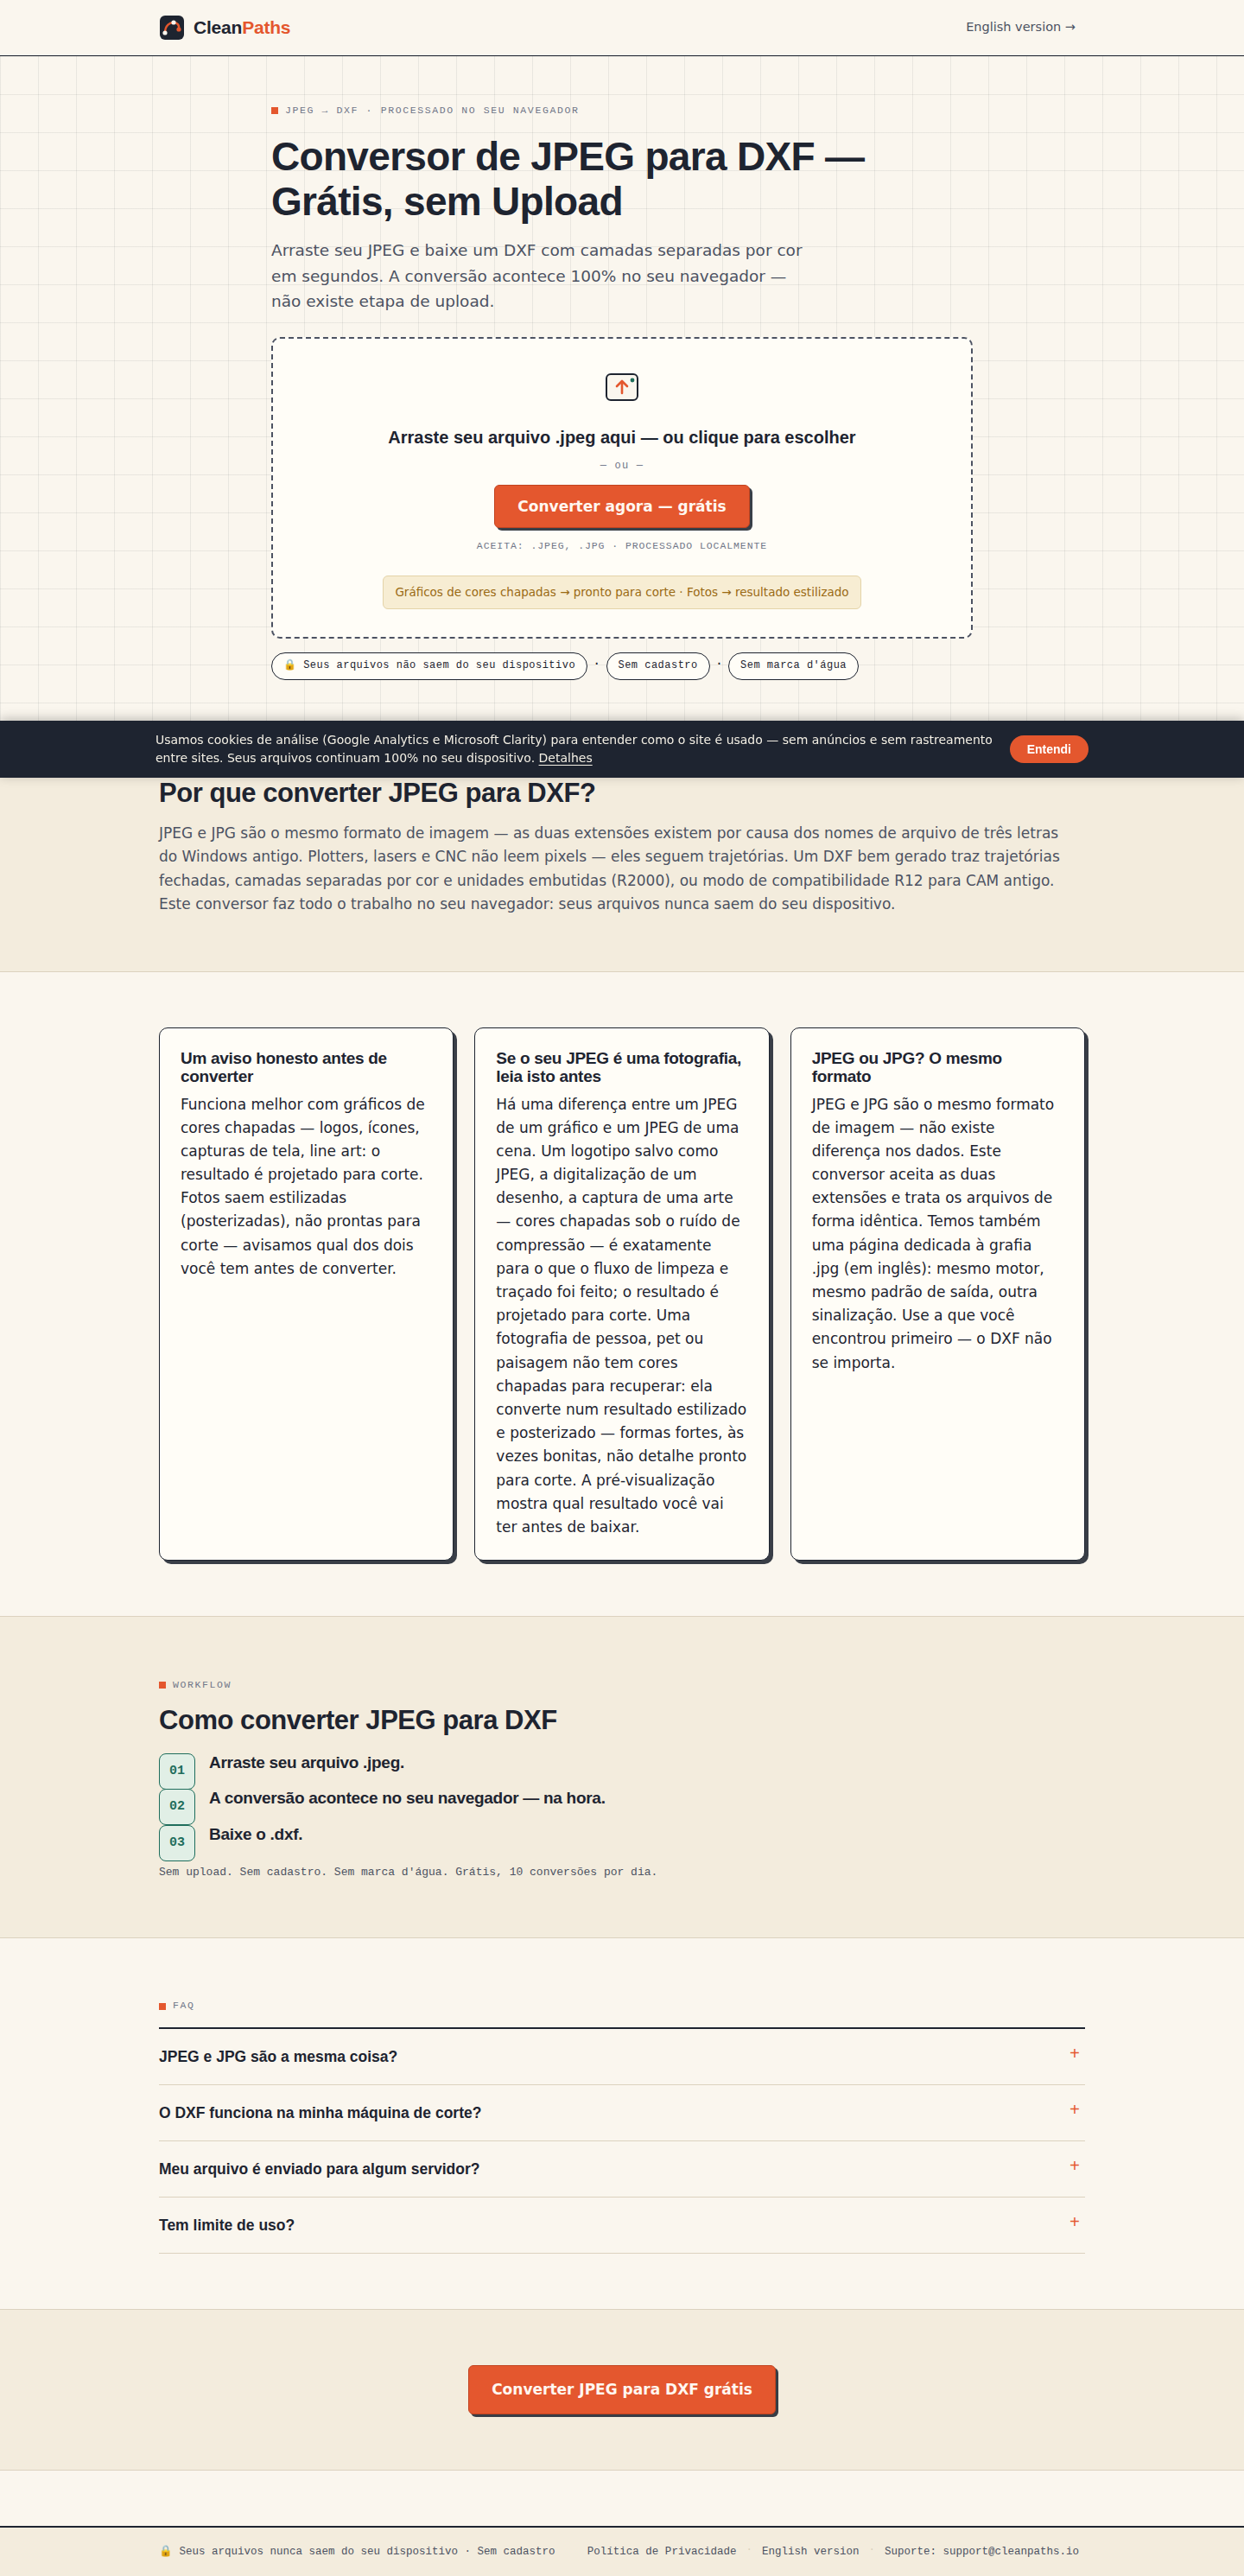 CleanPaths
English version →
JPEG → DXF · PROCESSADO NO SEU NAVEGADOR
Conversor de JPEG para DXF —
Grátis, sem Upload
Arraste seu JPEG e baixe um DXF com camadas separadas por cor
em segundos. A conversão acontece 100% no seu navegador —
não existe etapa de upload.
Arraste seu arquivo .jpeg aqui — ou clique para escolher
— ou —
Converter agora — grátis
ACEITA: .JPEG, .JPG · PROCESSADO LOCALMENTE
Gráficos de cores chapadas → pronto para corte · Fotos → resultado estilizado
🔒 Seus arquivos não saem do seu dispositivo · Sem cadastro · Sem marca d'água
Usamos cookies de análise (Google Analytics e Microsoft Clarity) para entender como o site é usado — sem anúncios e sem rastreamento
entre sites. Seus arquivos continuam 100% no seu dispositivo. Detalhes
Entendi
Por que converter JPEG para DXF?
JPEG e JPG são o mesmo formato de imagem — as duas extensões existem por causa dos nomes de arquivo de três letras
do Windows antigo. Plotters, lasers e CNC não leem pixels — eles seguem trajetórias. Um DXF bem gerado traz trajetórias
fechadas, camadas separadas por cor e unidades embutidas (R2000), ou modo de compatibilidade R12 para CAM antigo.
Este conversor faz todo o trabalho no seu navegador: seus arquivos nunca saem do seu dispositivo.
Um aviso honesto antes de
converter
Funciona melhor com gráficos de
cores chapadas — logos, ícones,
capturas de tela, line art: o
resultado é projetado para corte.
Fotos saem estilizadas
(posterizadas), não prontas para
corte — avisamos qual dos dois
você tem antes de converter.
Se o seu JPEG é uma fotografia,
leia isto antes
Há uma diferença entre um JPEG
de um gráfico e um JPEG de uma
cena. Um logotipo salvo como
JPEG, a digitalização de um
desenho, a captura de uma arte
— cores chapadas sob o ruído de
compressão — é exatamente
para o que o fluxo de limpeza e
traçado foi feito; o resultado é
projetado para corte. Uma
fotografia de pessoa, pet ou
paisagem não tem cores
chapadas para recuperar: ela
converte num resultado estilizado
e posterizado — formas fortes, às
vezes bonitas, não detalhe pronto
para corte. A pré-visualização
mostra qual resultado você vai
ter antes de baixar.
JPEG ou JPG? O mesmo
formato
JPEG e JPG são o mesmo formato
de imagem — não existe
diferença nos dados. Este
conversor aceita as duas
extensões e trata os arquivos de
forma idêntica. Temos também
uma página dedicada à grafia
.jpg (em inglês): mesmo motor,
mesmo padrão de saída, outra
sinalização. Use a que você
encontrou primeiro — o DXF não
se importa.
WORKFLOW
Como converter JPEG para DXF
01 Arraste seu arquivo .jpeg.
02 A conversão acontece no seu navegador — na hora.
03 Baixe o .dxf.
Sem upload. Sem cadastro. Sem marca d'água. Grátis, 10 conversões por dia.
FAQ
JPEG e JPG são a mesma coisa? +
O DXF funciona na minha máquina de corte? +
Meu arquivo é enviado para algum servidor? +
Tem limite de uso? +
Converter JPEG para DXF grátis
🔒 Seus arquivos nunca saem do seu dispositivo · Sem cadastro
Política de Privacidade · English version · Suporte: support@cleanpaths.io